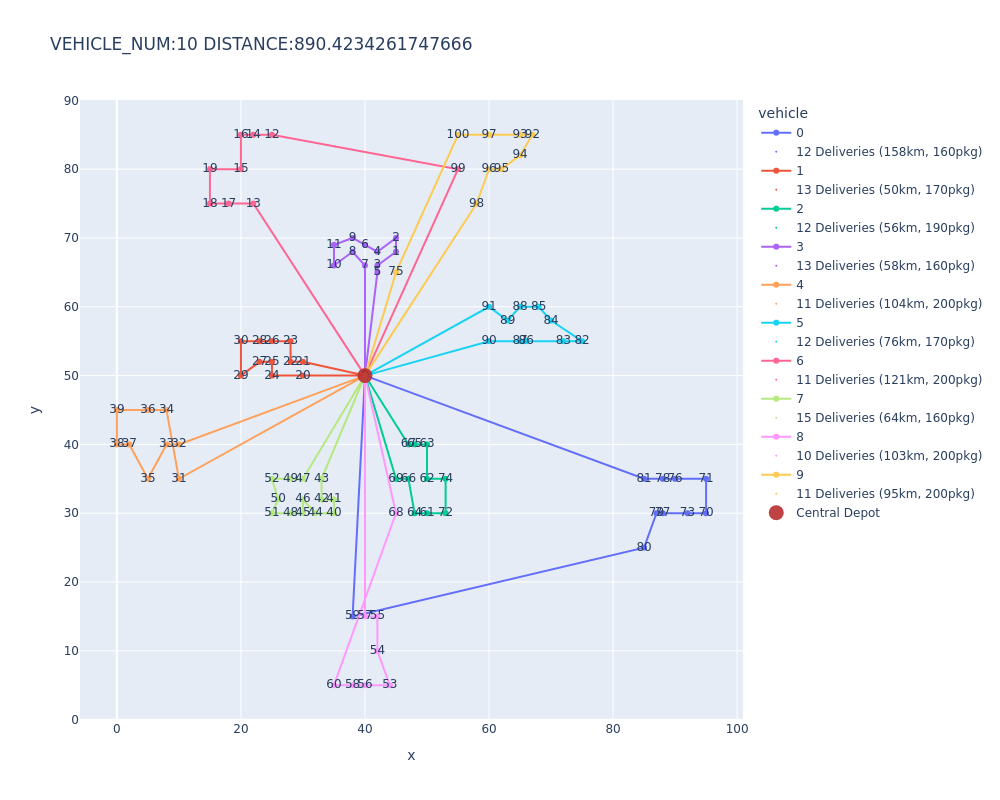 VEHICLE_NUM:10 DISTANCE:890.4234261747666
vehicle
0
12 Deliveries (158km, 160pkg)
1
13 Deliveries (50km, 170pkg)
2
12 Deliveries (56km, 190pkg)
3
13 Deliveries (58km, 160pkg)
4
11 Deliveries (104km, 200pkg)
5
12 Deliveries (76km, 170pkg)
6
11 Deliveries (121km, 200pkg)
7
15 Deliveries (64km, 160pkg)
8
10 Deliveries (103km, 200pkg)
9
11 Deliveries (95km, 200pkg)
Central Depot
y
90
80
70
60
50
40
30
20
10
0
0 20 40 60 80 100
x
16 14 12 100 97 93 92
94
19 15 99 96 95
18 17 13 98
9 2
11 6
8 4 1
10 7 3
5 75
91 88 85
89 84
30 28 26 23 90 87 86 83 82
27 25 22 21
29 24 20
39 36 34
38 37 33 32 67 65 63
35 31 52 49 47 43 69 66 62 74 81 78 76 71
50 46 42 41
51 48 45 44 40 68 64 61 72 79 77 73 70
80
59 57 55
54
60 58 56 53